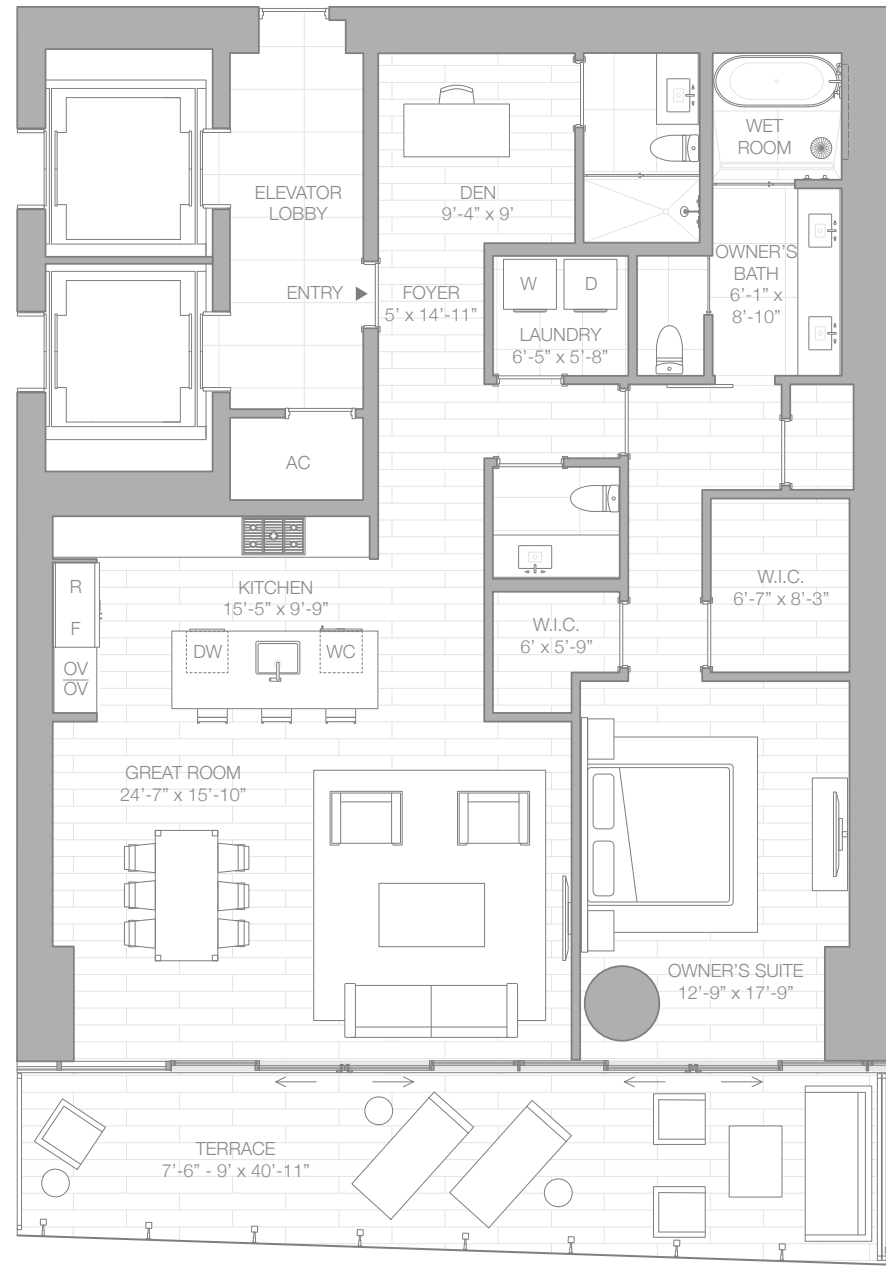 WET
ROOM
ELEVATOR
LOBBY
DEN
9'-4" x 9'
OWNER'S
BATH
6'-1" x
8'-10"
ENTRY
FOYER
5' x 14'-11"
W
D
LAUNDRY
6'-5" x 5'-8"
AC
KITCHEN
15'-5" x 9'-9"
R
F
OV
OV
DW
WC
W.I.C.
6'-7" x 8'-3"
W.I.C.
6' x 5'-9"
GREAT ROOM
24'-7" x 15'-10"
OWNER'S SUITE
12'-9" x 17'-9"
TERRACE
7'-6" - 9' x 40'-11"